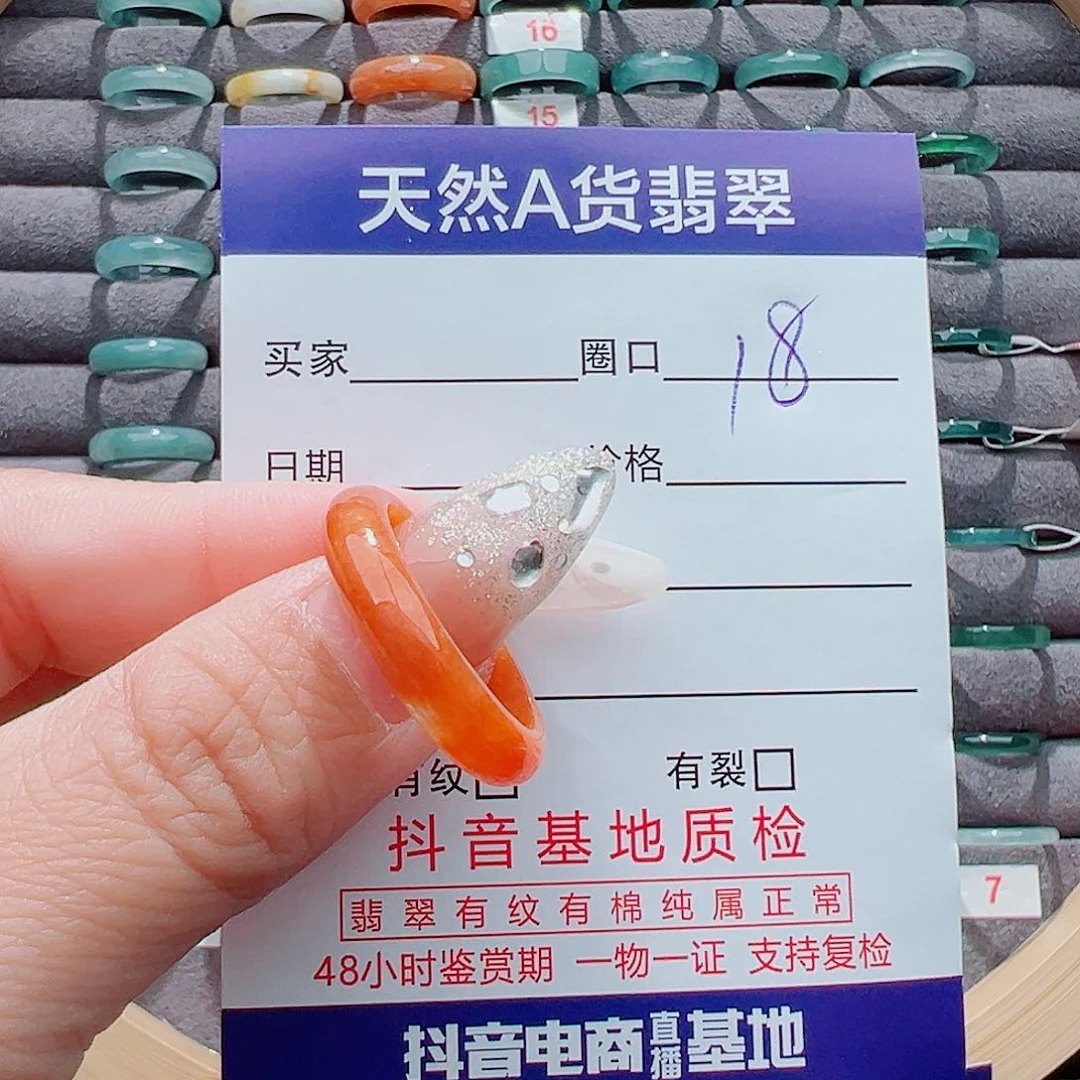 16
15
天然A货翡翠
买家 圈口 18
日期 价格
有纹 有裂
抖音基地质检
翡翠有纹有棉纯属正常
48小时鉴赏期 一物一证 支持复检
7
抖音电商直播基地